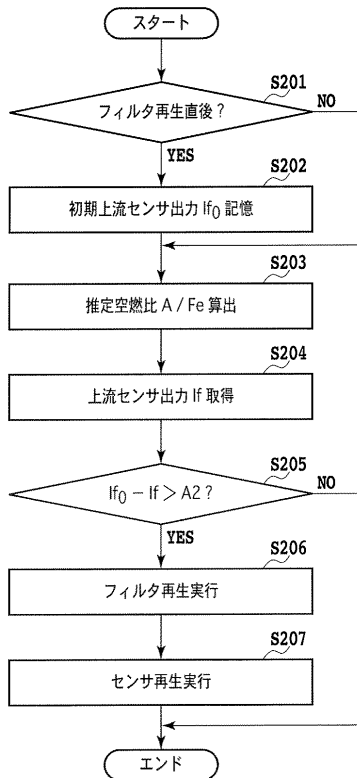 スタート
S201
フィルタ再生直後？
NO
YES
S202
初期上流センサ出力 If₀ 記憶
S203
推定空燃比 A / Fe 算出
S204
上流センサ出力 If 取得
S205
If₀ − If > A2？
NO
YES
S206
フィルタ再生実行
S207
センサ再生実行
エンド